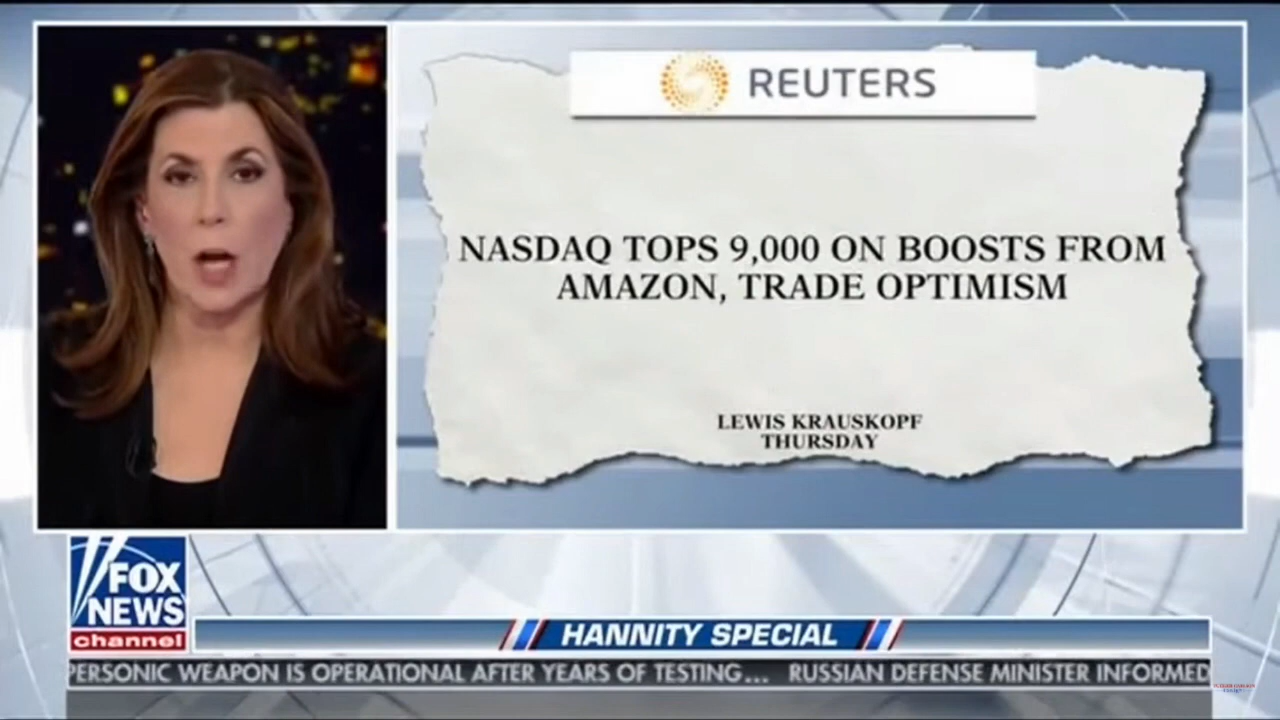 REUTERS
NASDAQ TOPS 9,000 ON BOOSTS FROM
AMAZON, TRADE OPTIMISM
LEWIS KRAUSKOPF
THURSDAY
FOX
NEWS
channel
HANNITY SPECIAL
PERSONIC WEAPON IS OPERATIONAL AFTER YEARS OF TESTING... RUSSIAN DEFENSE MINISTER INFORMED